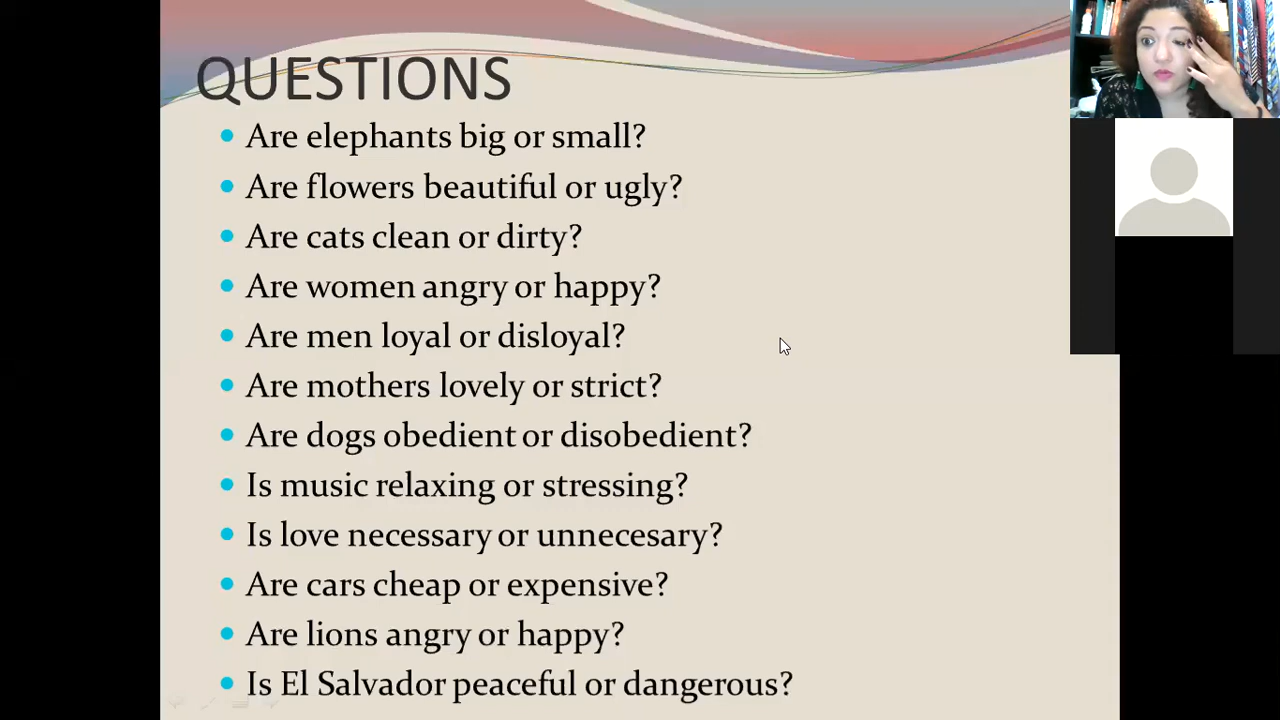 QUESTIONS
• Are elephants big or small?
• Are flowers beautiful or ugly?
• Are cats clean or dirty?
• Are women angry or happy?
• Are men loyal or disloyal?
• Are mothers lovely or strict?
• Are dogs obedient or disobedient?
• Is music relaxing or stressing?
• Is love necessary or unnecesary?
• Are cars cheap or expensive?
• Are lions angry or happy?
• Is El Salvador peaceful or dangerous?